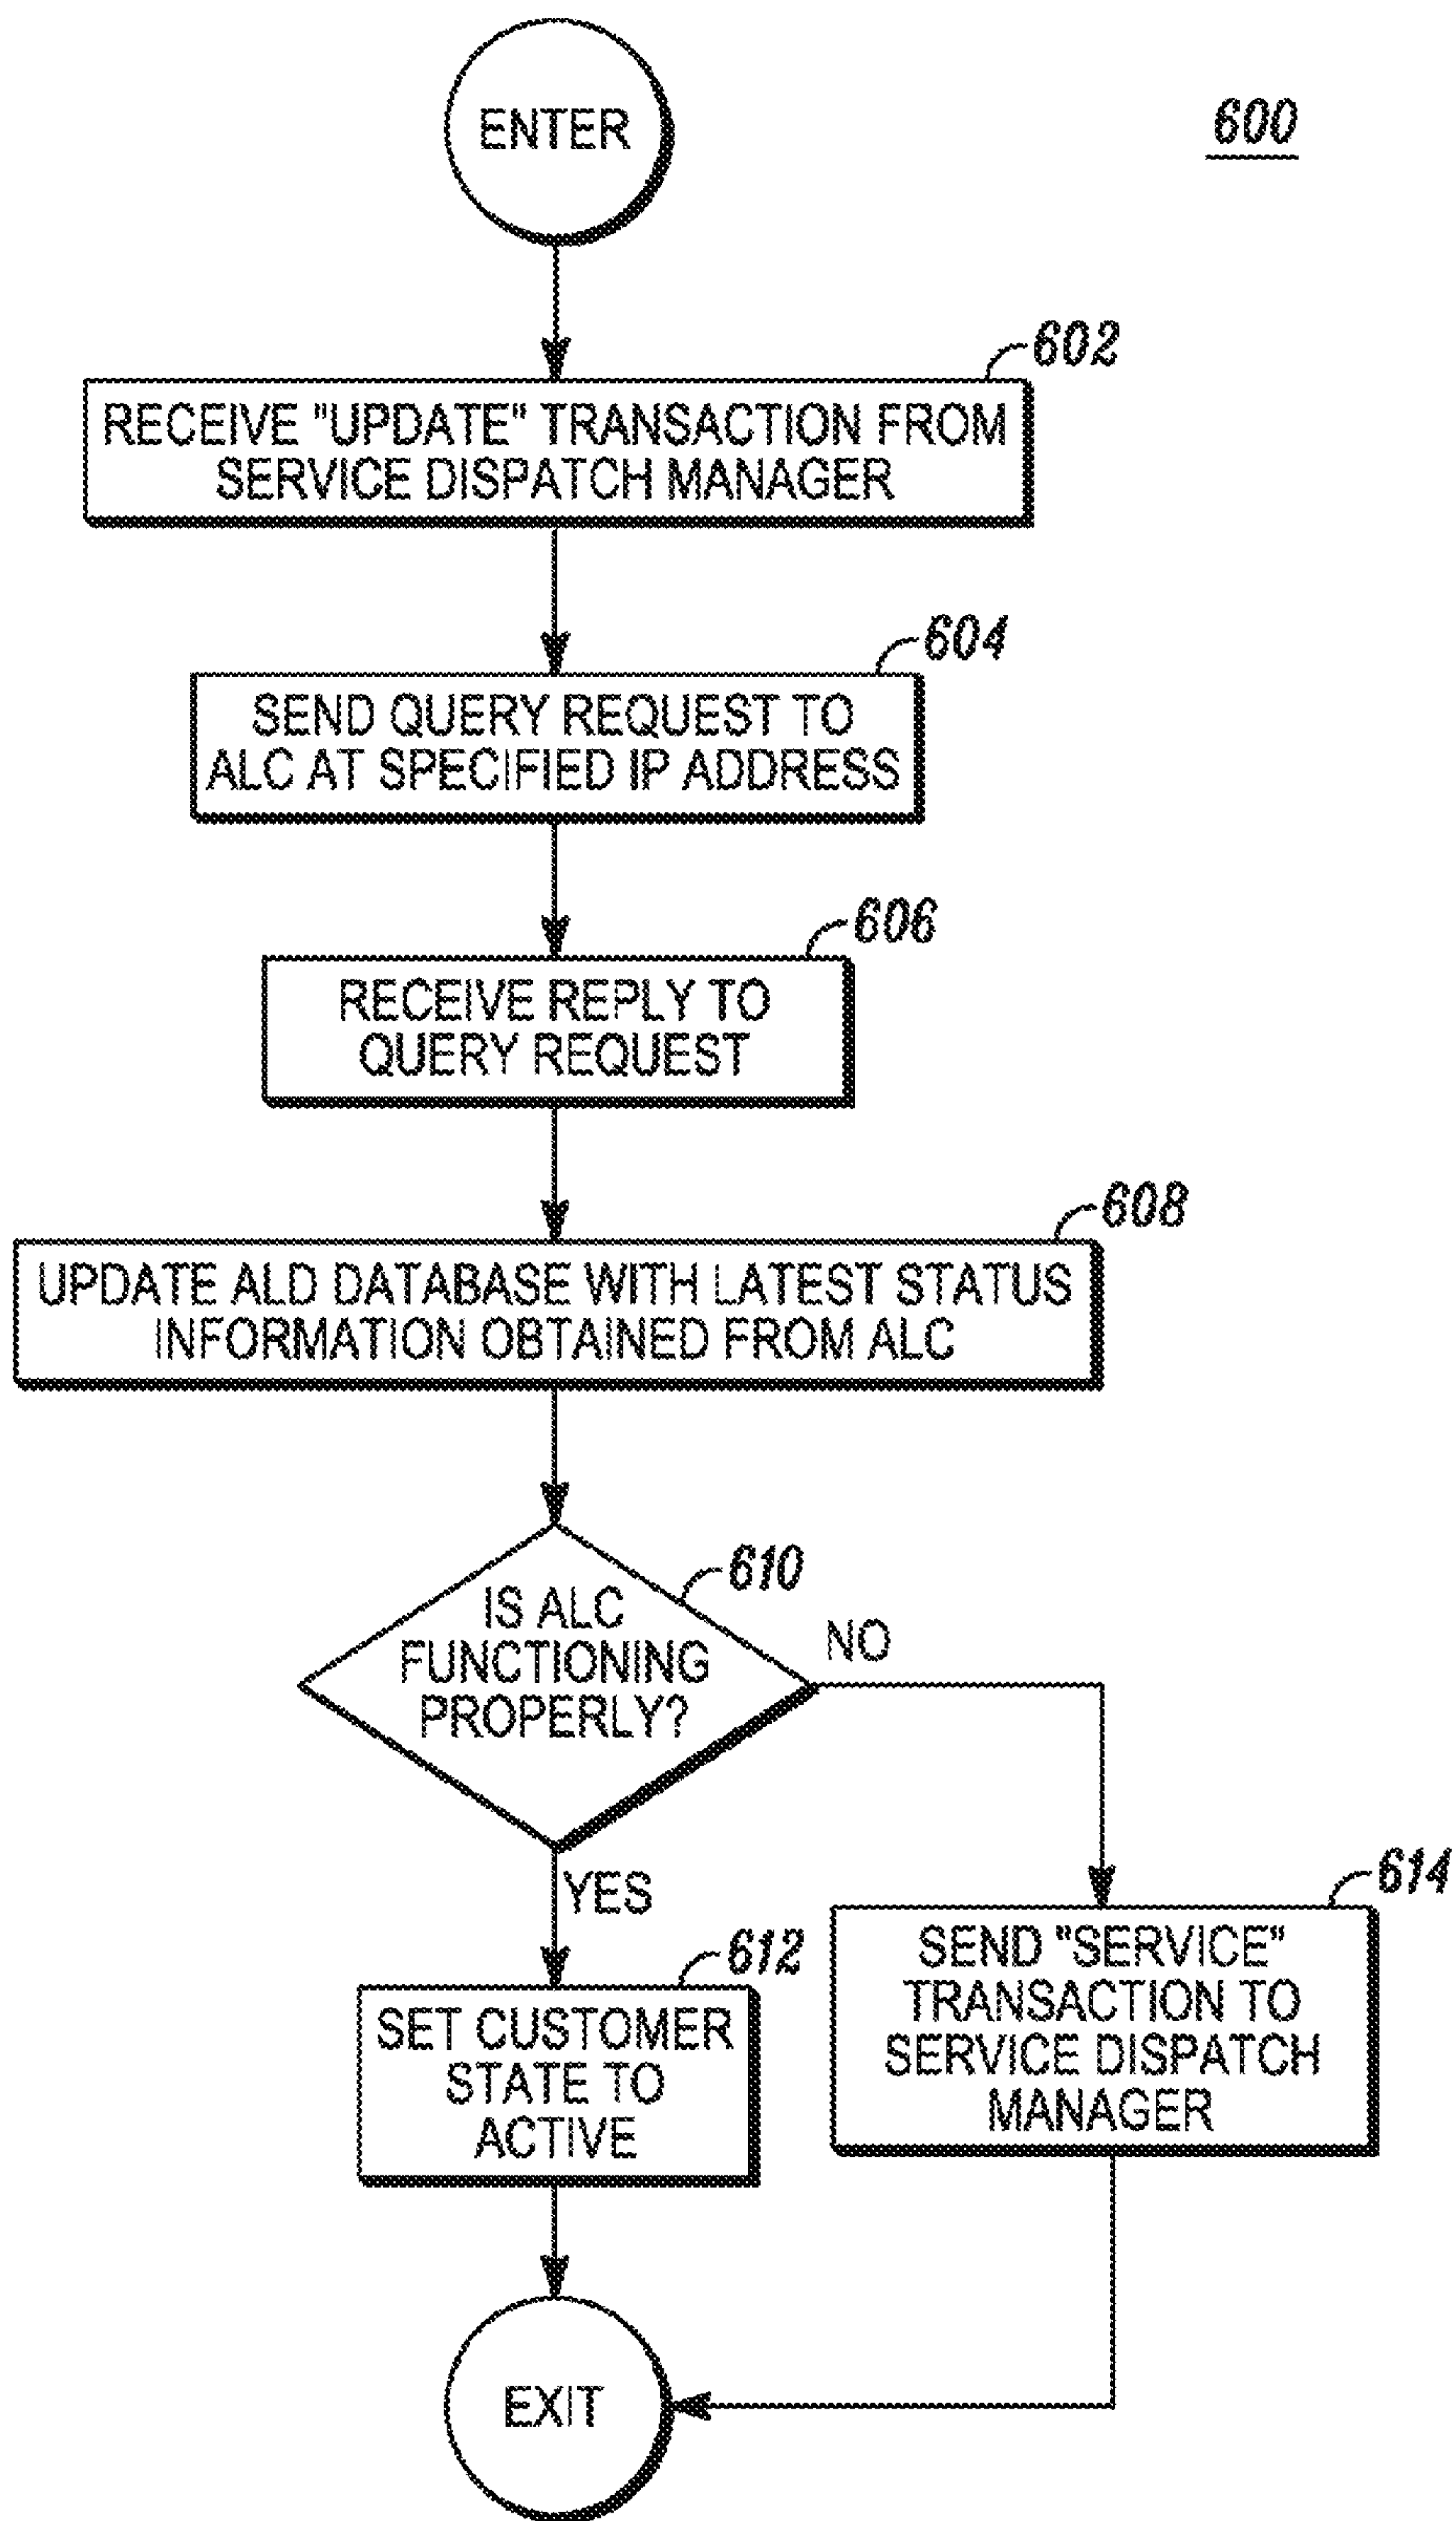 ENTER
600
602
RECEIVE "UPDATE" TRANSACTION FROM
SERVICE DISPATCH MANAGER
604
SEND QUERY REQUEST TO
ALC AT SPECIFIED IP ADDRESS
606
RECEIVE REPLY TO
QUERY REQUEST
608
UPDATE ALD DATABASE WITH LATEST STATUS
INFORMATION OBTAINED FROM ALC
610
IS ALC
FUNCTIONING
PROPERLY?
NO
YES
612
SET CUSTOMER
STATE TO
ACTIVE
614
SEND "SERVICE"
TRANSACTION TO
SERVICE DISPATCH
MANAGER
EXIT